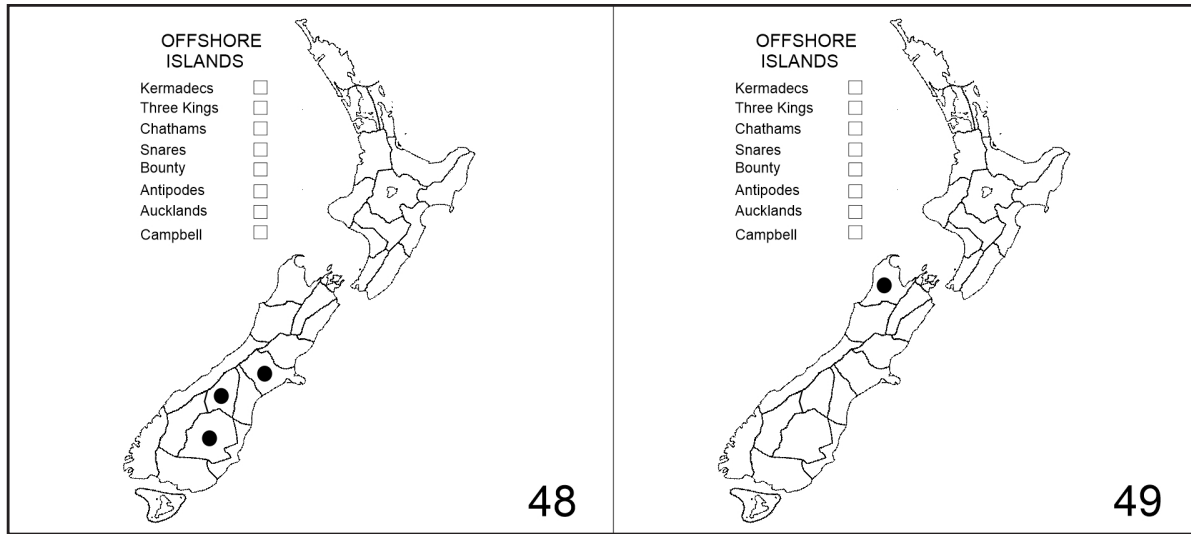 OFFSHORE
ISLANDS
Kermadecs
Three Kings
Chathams
Snares
Bounty
Antipodes
Aucklands
Campbell
48
OFFSHORE
ISLANDS
Kermadecs
Three Kings
Chathams
Snares
Bounty
Antipodes
Aucklands
Campbell
49